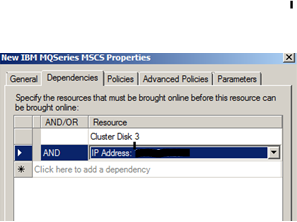 New IBM MQSeries MSCS Properties
General Dependencies Policies Advanced Policies Parameters
Specify the resources that must be brought online before this resource can
be brought online:
AND/OR Resource
Cluster Disk 3
AND IP Address:
Click here to add a dependency